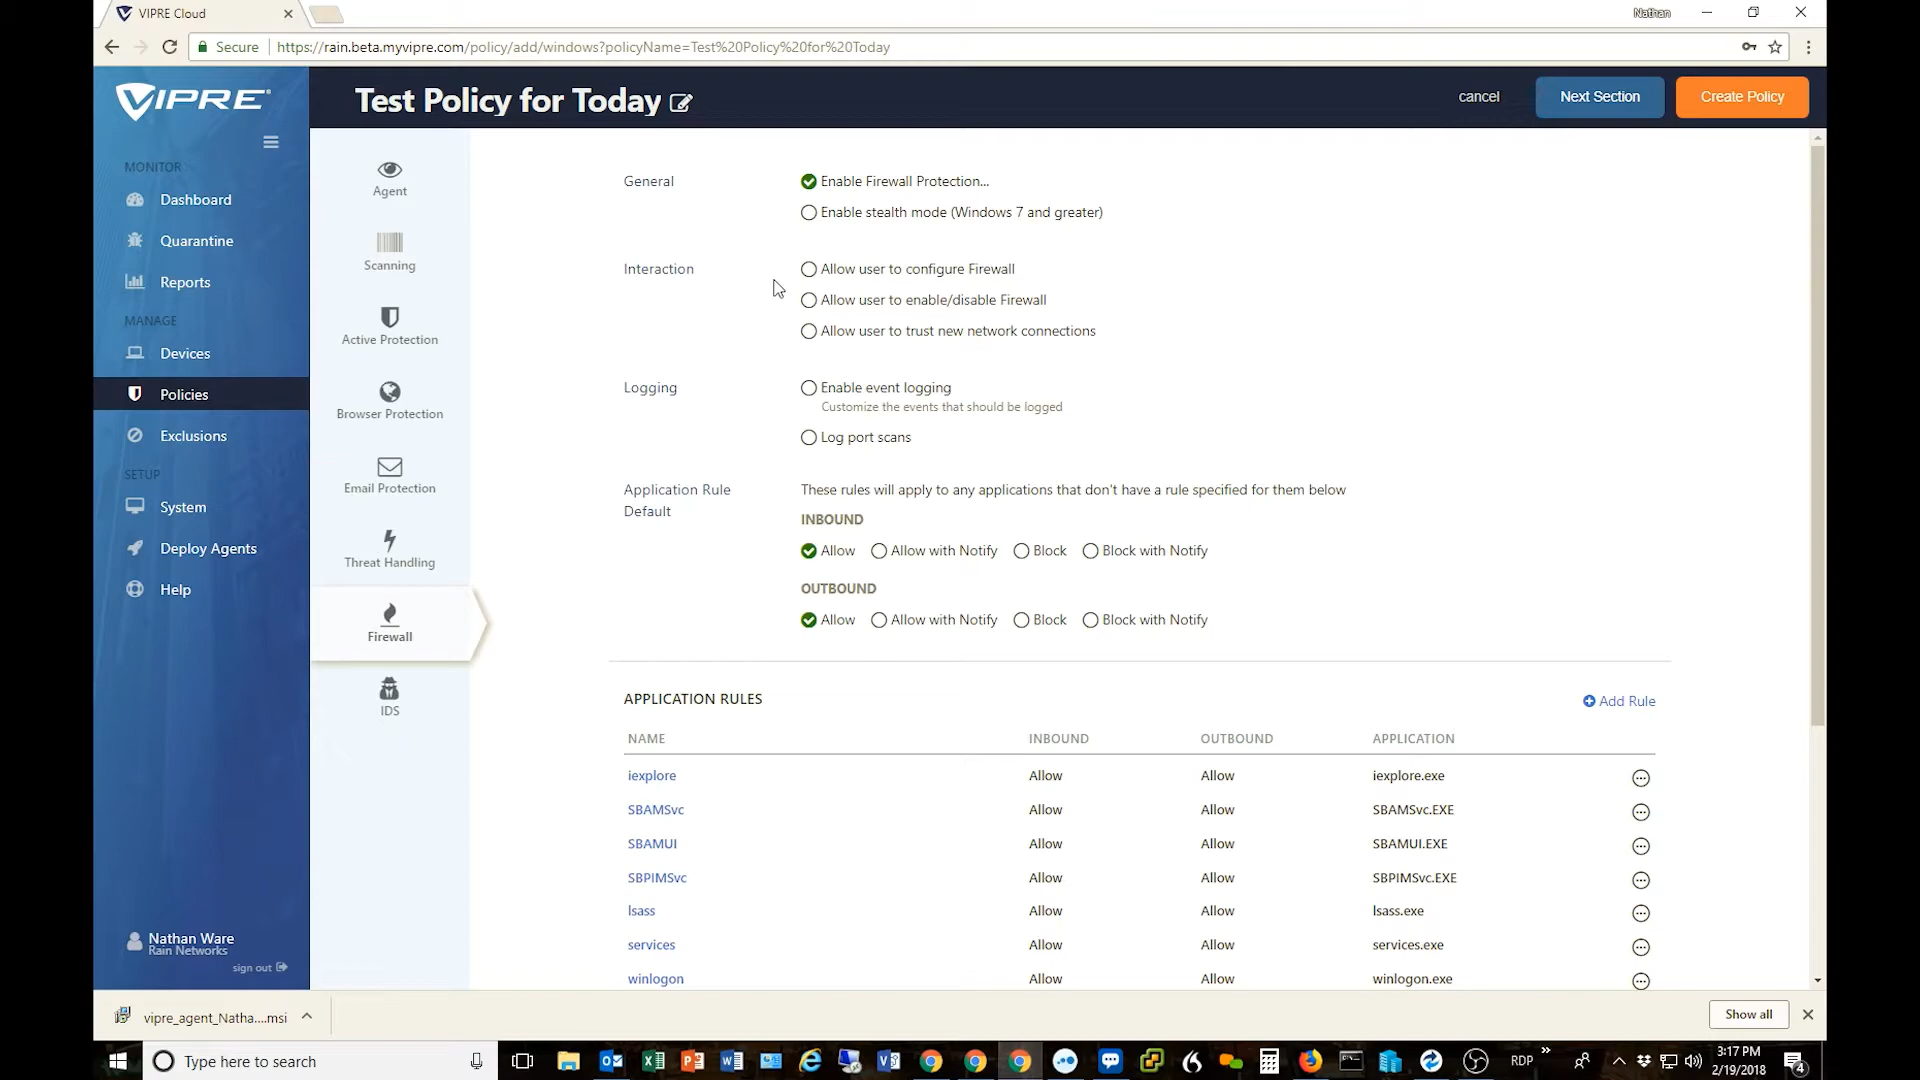 VIPRE Cloud
Nathan
Secure
https://rain.beta.myvipre.com/policy/add/windows?policyName=Test%20Policy%20for%20Today
VIPRE
Test Policy for Today
cancel
Next Section
Create Policy
MONITOR
Dashboard
Quarantine
Reports
MANAGE
Devices
Policies
Exclusions
SETUP
System
Deploy Agents
Help
Nathan Ware
Rain Networks
sign out
Agent
Scanning
Active Protection
Browser Protection
Email Protection
Threat Handling
Firewall
IDS
General
Enable Firewall Protection...
Enable stealth mode (Windows 7 and greater)
Interaction
Allow user to configure Firewall
Allow user to enable/disable Firewall
Allow user to trust new network connections
Logging
Enable event logging
Customize the events that should be logged
Log port scans
Application Rule
Default
These rules will apply to any applications that don't have a rule specified for them below
INBOUND
Allow Allow with Notify Block Block with Notify
OUTBOUND
Allow Allow with Notify Block Block with Notify
APPLICATION RULES
Add Rule
NAME INBOUND OUTBOUND APPLICATION
iexplore Allow Allow iexplore.exe
SBAMSvc Allow Allow SBAMSvc.EXE
SBAMUI Allow Allow SBAMUI.EXE
SBPIMSvc Allow Allow SBPIMSvc.EXE
lsass Allow Allow lsass.exe
services Allow Allow services.exe
winlogon Allow Allow winlogon.exe
vipre_agent_Natha....msi
Show all
Type here to search
RDP
3:17 PM
2/19/2018
4